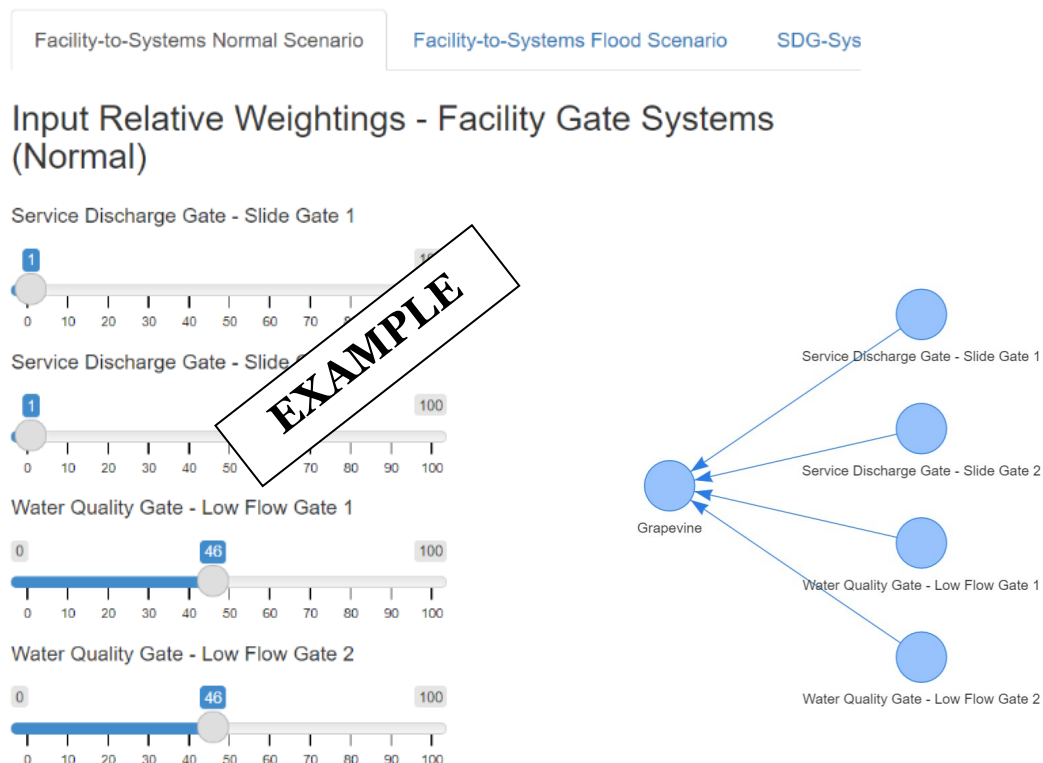 Facility-to-Systems Normal Scenario Facility-to-Systems Flood Scenario SDG-Sys
Input Relative Weightings - Facility Gate Systems
(Normal)
Service Discharge Gate - Slide Gate 1
1
0 10 20 30 40 50 60 70
Service Discharge Gate - Slide
1 100
0 10 20 30 40 50 70 80 90 100
Water Quality Gate - Low Flow Gate 1
0 46 100
0 10 20 30 40 50 60 70 80 90 100
Water Quality Gate - Low Flow Gate 2
0 46 100
0 10 20 30 40 50 60 70 80 90 100
EXAMPLE
Service Discharge Gate - Slide Gate 1
Service Discharge Gate - Slide Gate 2
Grapevine
Water Quality Gate - Low Flow Gate 1
Water Quality Gate - Low Flow Gate 2